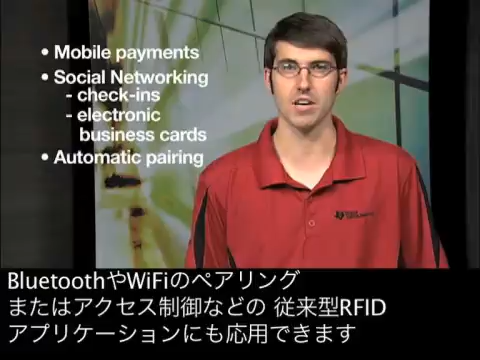 • Mobile payments
• Social Networking
- check-ins
- electronic
business cards
• Automatic pairing
BluetoothやWiFiのペアリング
またはアクセス制御などの 従来型RFID
アプリケーションにも応用できます